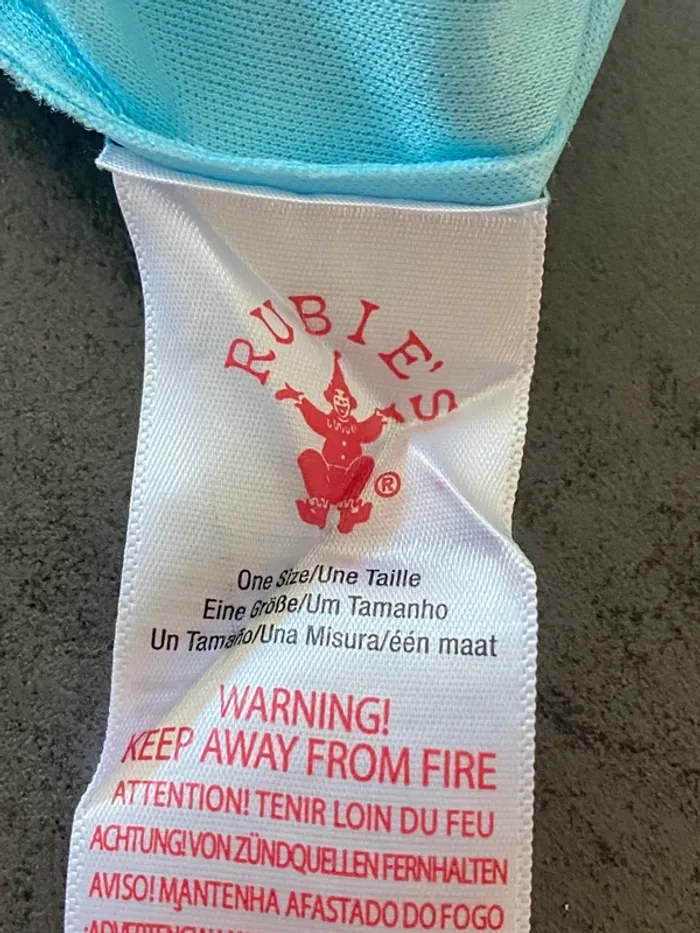 RUBIE'S
®
One Size/Une Taille
Eine Größe/Um Tamanho
Un Tamaño/Una Misura/één maat
WARNING!
KEEP AWAY FROM FIRE
ATTENTION! TENIR LOIN DU FEU
ACHTUNG! VON ZÜNDQUELLEN FERNHALTEN
AVISO! MANTENHA AFASTADO DO FOGO